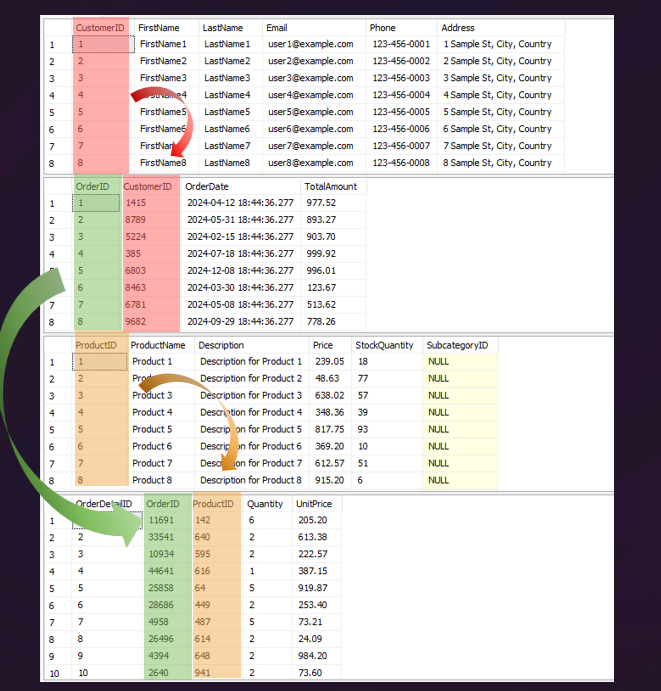 CustomerID FirstName LastName Email Phone Address
1 1 FirstName1 LastName1 user1@example.com 123-456-0001 1 Sample St, City, Country
2 2 FirstName2 LastName2 user2@example.com 123-456-0002 2 Sample St, City, Country
3 3 FirstName3 LastName3 user3@example.com 123-456-0003 3 Sample St, City, Country
4 4 FirstName4 LastName4 user4@example.com 123-456-0004 4 Sample St, City, Country
5 5 FirstName5 LastName5 user5@example.com 123-456-0005 5 Sample St, City, Country
6 6 FirstName6 LastName6 user6@example.com 123-456-0006 6 Sample St, City, Country
7 7 FirstName7 LastName7 user7@example.com 123-456-0007 7 Sample St, City, Country
8 8 FirstName8 LastName8 user8@example.com 123-456-0008 8 Sample St, City, Country
OrderID CustomerID OrderDate TotalAmount
1 1 1415 2024-04-12 18:44:36.277 977.52
2 2 8789 2024-05-31 18:44:36.277 893.27
3 3 5224 2024-02-15 18:44:36.277 903.70
4 4 385 2024-07-18 18:44:36.277 999.92
5 5 6803 2024-12-08 18:44:36.277 996.01
6 8463 2024-03-30 18:44:36.277 123.67
7 7 6781 2024-05-08 18:44:36.277 513.62
8 8 9682 2024-09-29 18:44:36.277 778.26
ProductID ProductName Description Price StockQuantity SubcategoryID
1 1 Product 1 Description for Product 1 239.05 18 NULL
2 2 Product 2 Description for Product 2 48.63 77 NULL
3 3 Product 3 Description for Product 3 638.02 57 NULL
4 4 Product 4 Description for Product 4 348.36 39 NULL
5 5 Product 5 Description for Product 5 817.75 93 NULL
6 6 Product 6 Description for Product 6 369.20 10 NULL
7 7 Product 7 Description for Product 7 612.57 51 NULL
8 8 Product 8 Description for Product 8 915.20 6 NULL
OrderDetailID OrderID ProductID Quantity UnitPrice
1 11691 142 6 205.20
2 2 33541 640 2 613.38
3 3 10934 595 2 222.57
4 4 44641 616 1 387.15
5 5 25858 64 5 919.87
6 6 28686 449 2 253.40
7 7 4958 487 5 73.21
8 8 26496 614 2 24.09
9 9 4394 648 2 984.20
10 10 2640 941 2 73.60